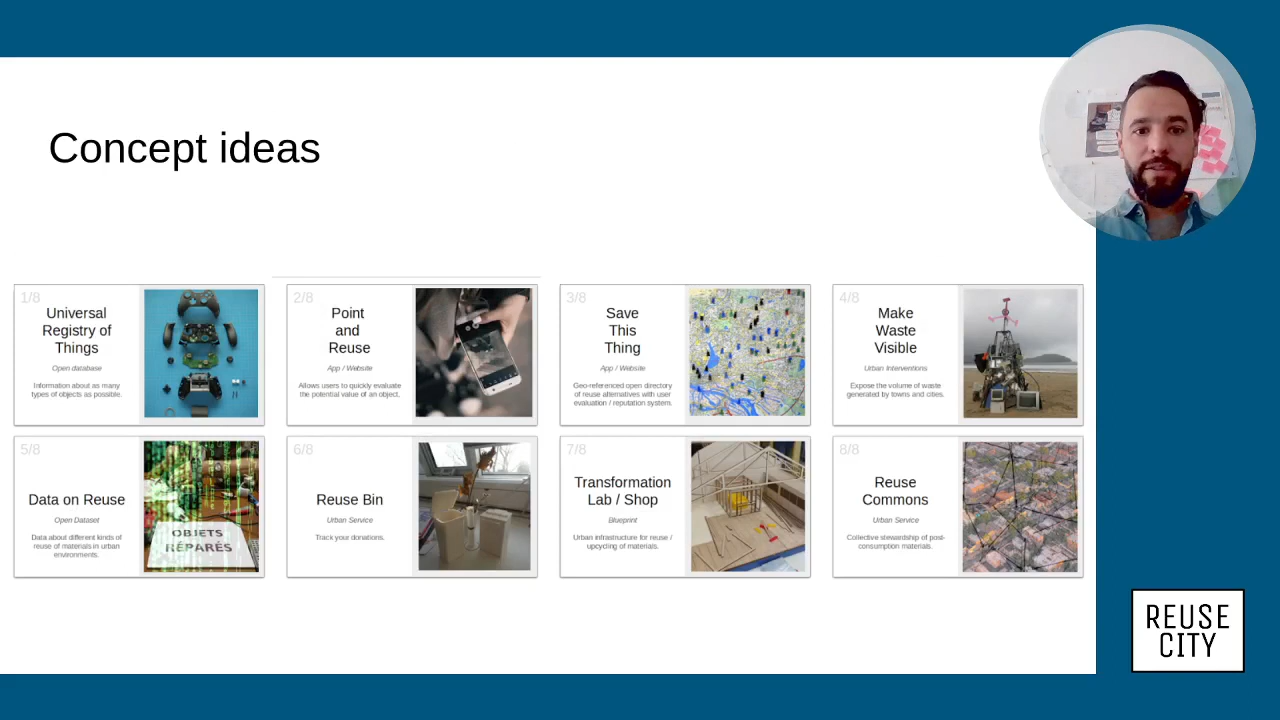 Concept ideas
1/8
Universal
Registry of
Things
Open database
Information about as many
types of objects as possible.
2/8
Point
and
Reuse
App / Website
Allows users to quickly evaluate
the potential value of an object.
3/8
Save
This
Thing
App / Website
Geo-referenced open directory
of reuse alternatives with user
evaluation / reputation system.
4/8
Make
Waste
Visible
Urban Interventions
Expose the volume of waste
generated by towns and cities.
5/8
Data on Reuse
Open Dataset
Data about different kinds of
reuse of materials in urban
environments.
OBJETS
RÉPARÉS
6/8
Reuse Bin
Urban Service
Track your donations.
7/8
Transformation
Lab / Shop
Blueprint
Urban infrastructure for reuse /
upcycling of materials.
8/8
Reuse
Commons
Urban Service
Collective stewardship of post-
consumption materials.
REUSE
CITY